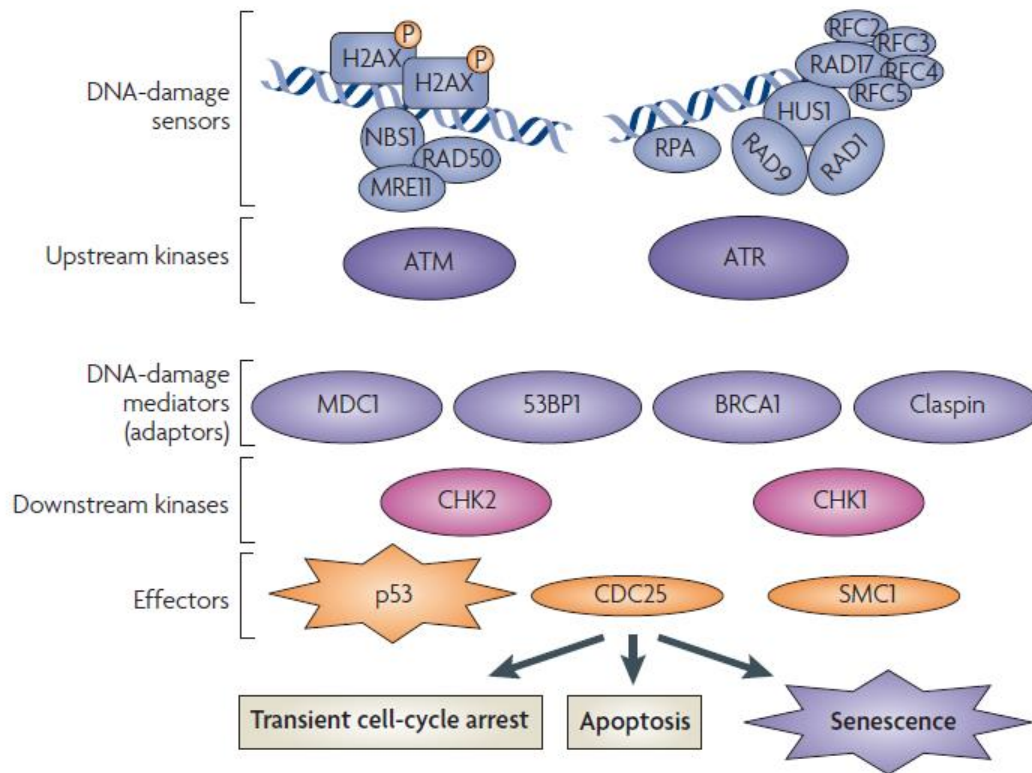 DNA-damage
sensors
H2AX
P
H2AX
P
NBS1
RAD50
MRE11
RFC2
RFC3
RAD17
RFC4
RFC5
HUS1
RPA
RAD9
RAD1
Upstream kinases
ATM
ATR
DNA-damage
mediators
(adaptors)
MDC1
53BP1
BRCA1
Claspin
Downstream kinases
CHK2
CHK1
Effectors
p53
CDC25
SMC1
Transient cell-cycle arrest
Apoptosis
Senescence